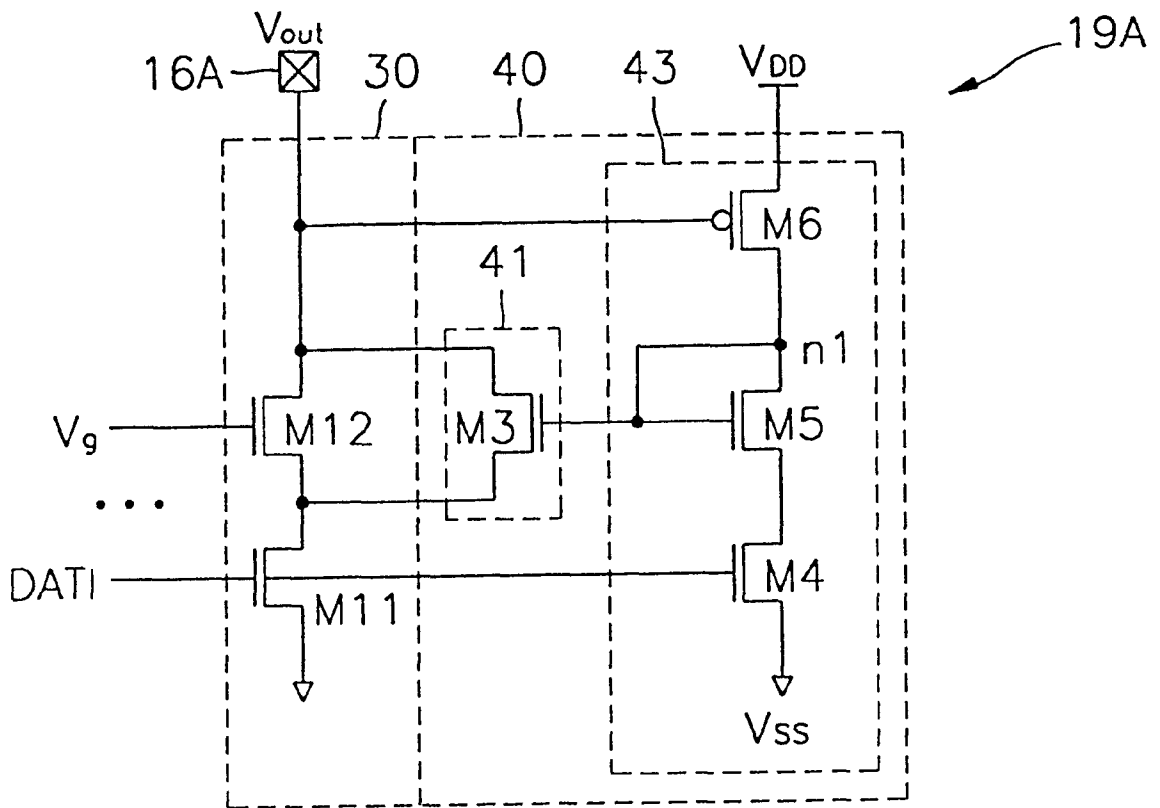 Vout
16A
30
40
43
VDD
19A
M6
41
n1
Vg
M12
M3
M5
• • •
DATI
M11
M4
VSS